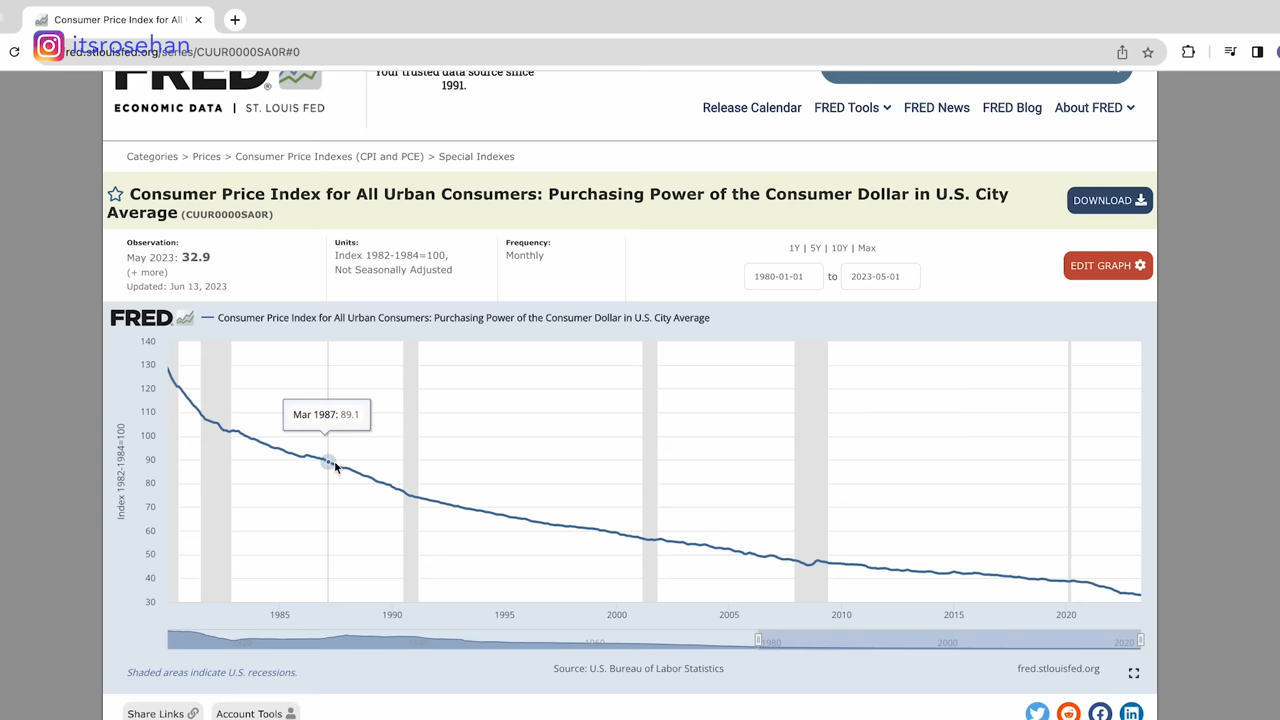 Consumer Price Index for All
itsrosehan
red.stlouisfed.org/series/CUUR0000SA0R#0
FRED
Your trusted data source since
1991.
ECONOMIC DATA | ST. LOUIS FED
Release Calendar FRED Tools FRED News FRED Blog About FRED
Categories > Prices > Consumer Price Indexes (CPI and PCE) > Special Indexes
Consumer Price Index for All Urban Consumers: Purchasing Power of the Consumer Dollar in U.S. City
Average (CUUR0000SA0R)
DOWNLOAD
Observation:
May 2023: 32.9
(+ more)
Updated: Jun 13, 2023
Units:
Index 1982-1984=100,
Not Seasonally Adjusted
Frequency:
Monthly
1Y | 5Y | 10Y | Max
1980-01-01 to 2023-05-01
EDIT GRAPH
FRED Consumer Price Index for All Urban Consumers: Purchasing Power of the Consumer Dollar in U.S. City Average
Index 1982-1984=100
140
130
120
110
100
90
80
70
60
50
40
30
Mar 1987: 89.1
1985 1990 1995 2000 2005 2010 2015 2020
1980 2000 2020
Shaded areas indicate U.S. recessions.
Source: U.S. Bureau of Labor Statistics
fred.stlouisfed.org
Share Links
Account Tools